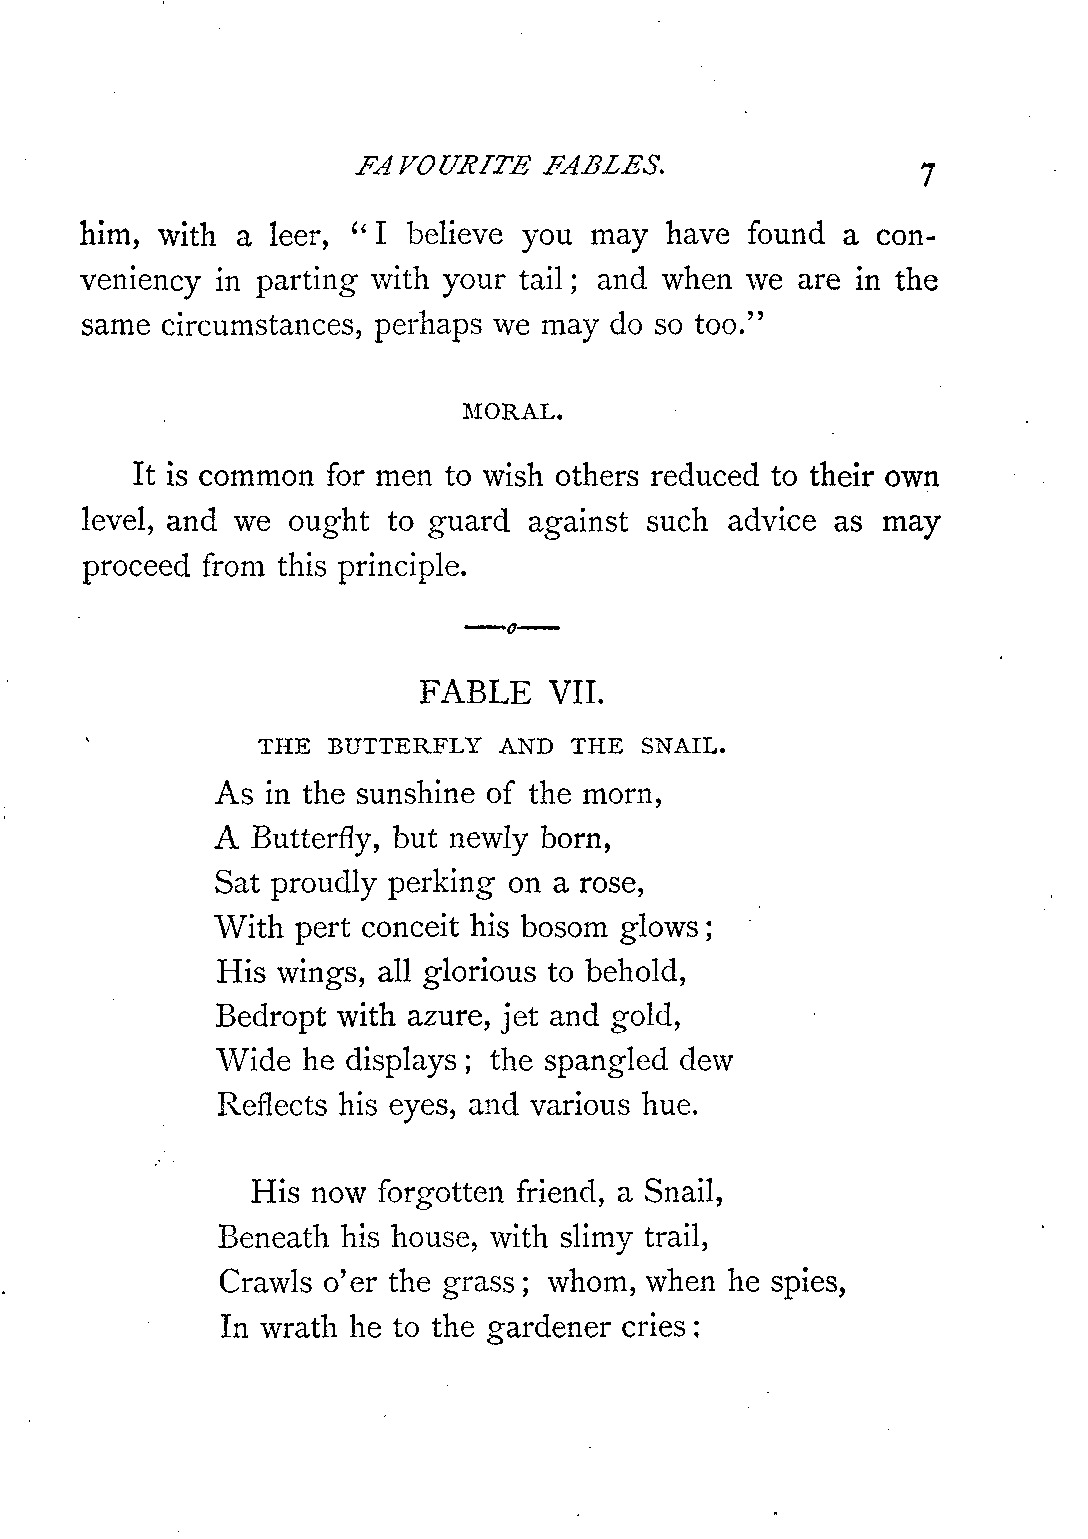 FAVOURITE FABLES. 7
him, with a leer, “I believe you may have found a con-
veniency in parting with your tail; and when we are in the
same circumstances, perhaps we may do so too.”
MORAL.
It is common for men to wish others reduced to their own
level, and we ought to guard against such advice as may
proceed from this principle.
FABLE VII.
THE BUTTERFLY AND THE SNAIL.
As in the sunshine of the morn,
A Butterfly, but newly born,
Sat proudly perking on a rose,
With pert conceit his bosom glows;
His wings, all glorious to behold,
Bedropt with azure, jet and gold,
Wide he displays; the spangled dew
Reflects his eyes, and various hue.
His now forgotten friend, a Snail,
Beneath his house, with slimy trail,
Crawls o’er the grass; whom, when he spies,
In wrath he to the gardener cries: